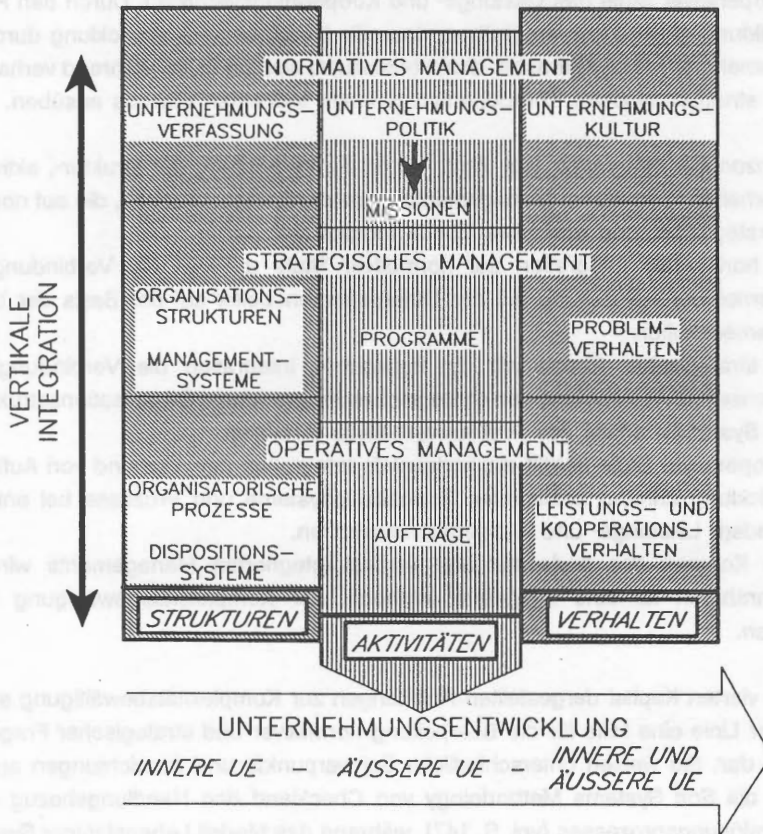 NORMATIVES MANAGEMENT
UNTERNEHMUNGS–
VERFASSUNG
UNTERNEHMUNGS–
POLITIK
UNTERNEHMUNGS–
KULTUR
MISSIONEN
STRATEGISCHES MANAGEMENT
ORGANISATIONS–
STRUKTUREN
MANAGEMENT–
SYSTEME
PROGRAMME
PROBLEM–
VERHALTEN
VERTIKALE
INTEGRATION
OPERATIVES MANAGEMENT
ORGANISATORISCHE
PROZESSE
DISPOSITIONS–
SYSTEME
AUFTRÄGE
LEISTUNGS– UND
KOOPERATIONS–
VERHALTEN
STRUKTUREN
AKTIVITÄTEN
VERHALTEN
UNTERNEHMUNGSENTWICKLUNG
INNERE UE – ÄUSSERE UE – INNERE UND
ÄUSSERE UE